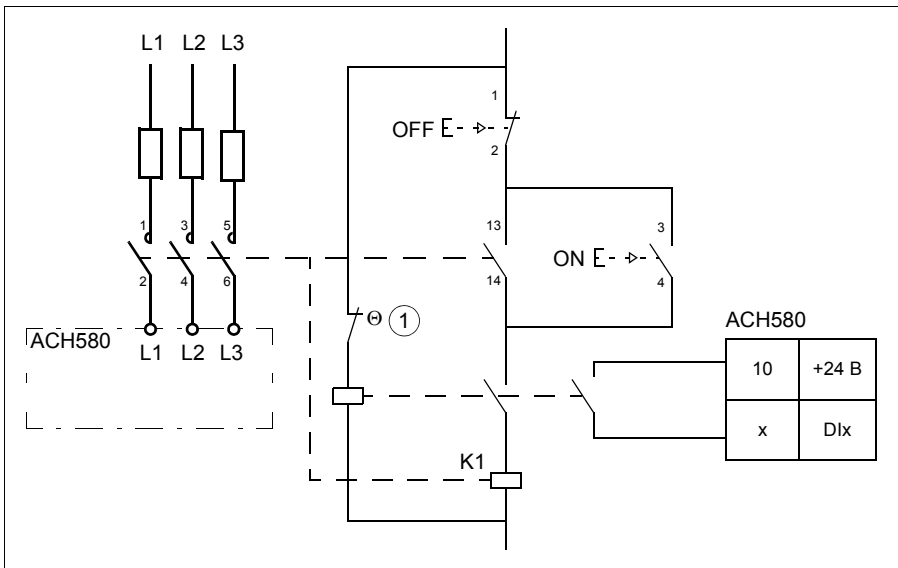 L1 L2 L3
1
OFF
2
1 3 5
13 3
ON
2 4 6
14 4
Θ 1
ACH580
ACH580
L1 L2 L3
10 +24 В
x DIx
K1